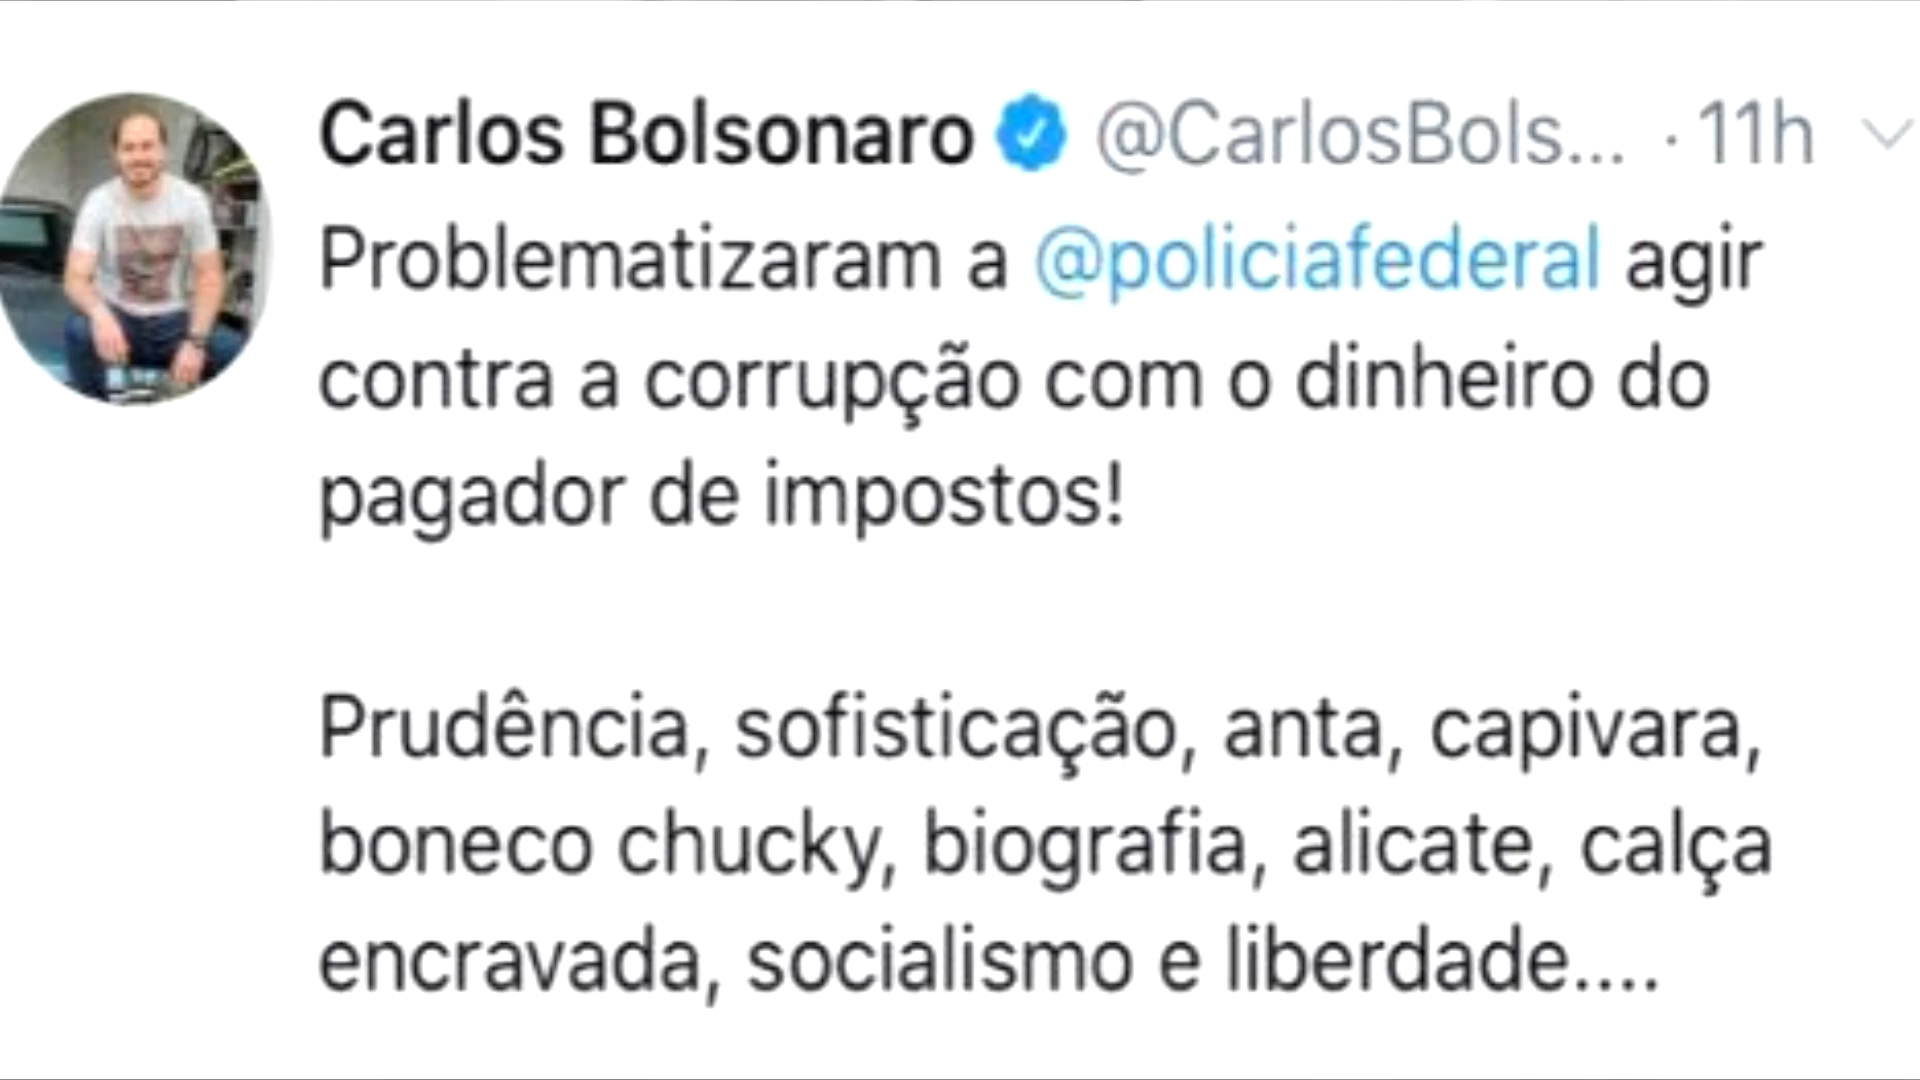 Carlos Bolsonaro @CarlosBols... · 11h
Problematizaram a @policiafederal agir
contra a corrupção com o dinheiro do
pagador de impostos!
Prudência, sofisticação, anta, capivara,
boneco chucky, biografia, alicate, calça
encravada, socialismo e liberdade....